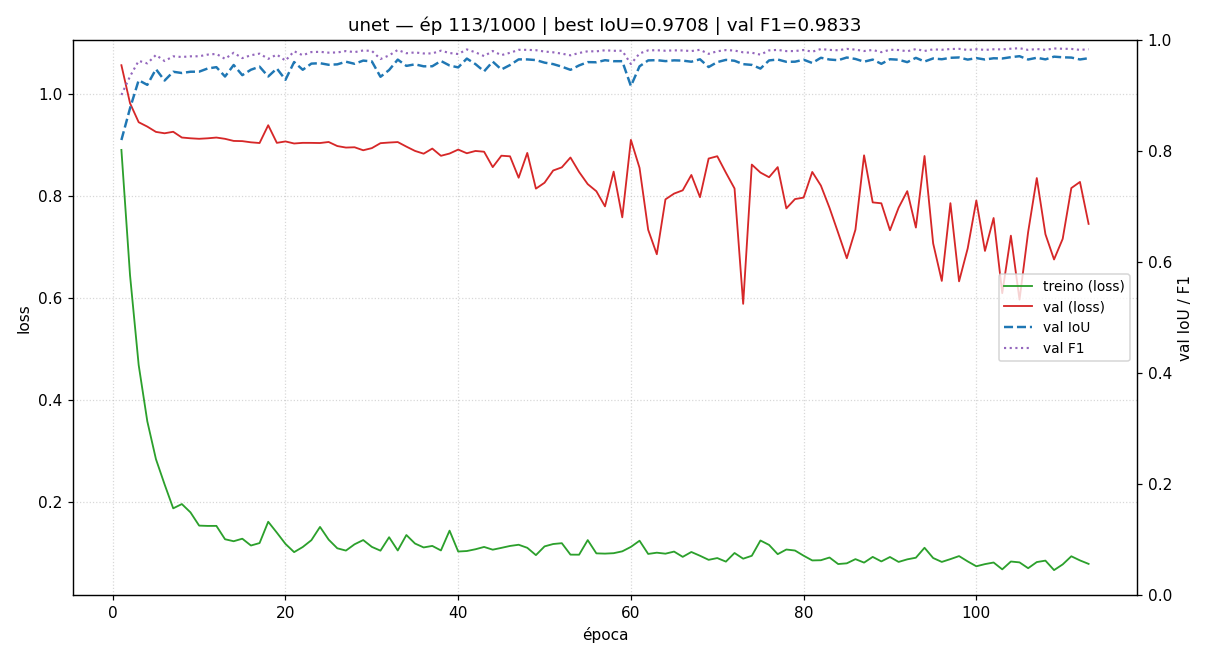 unet — ép 113/1000 | best IoU=0.9708 | val F1=0.9833
loss
1.0
0.8
0.6
0.4
0.2
1.0
0.8
0.6
0.4
0.2
0.0
val IoU / F1
treino (loss)
val (loss)
val IoU
val F1
0 20 40 60 80 100
época